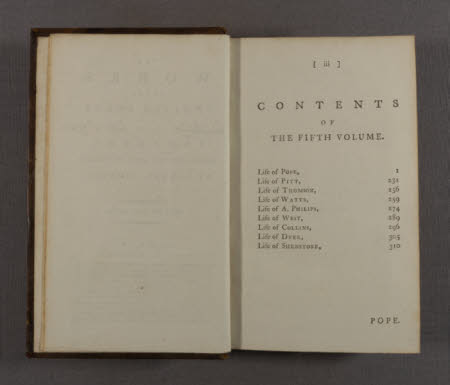 [ iii ]
CONTENTS
OF
THE FIFTH VOLUME.
Life of POPE, 1
Life of PITT, 231
Life of THOMSON, 236
Life of WATTS, 259
Life of A. PHILIPS, 274
Life of WEST, 289
Life of COLLINS, 296
Life of DYER, 305
Life of SHENSTONE, 310
POPE.